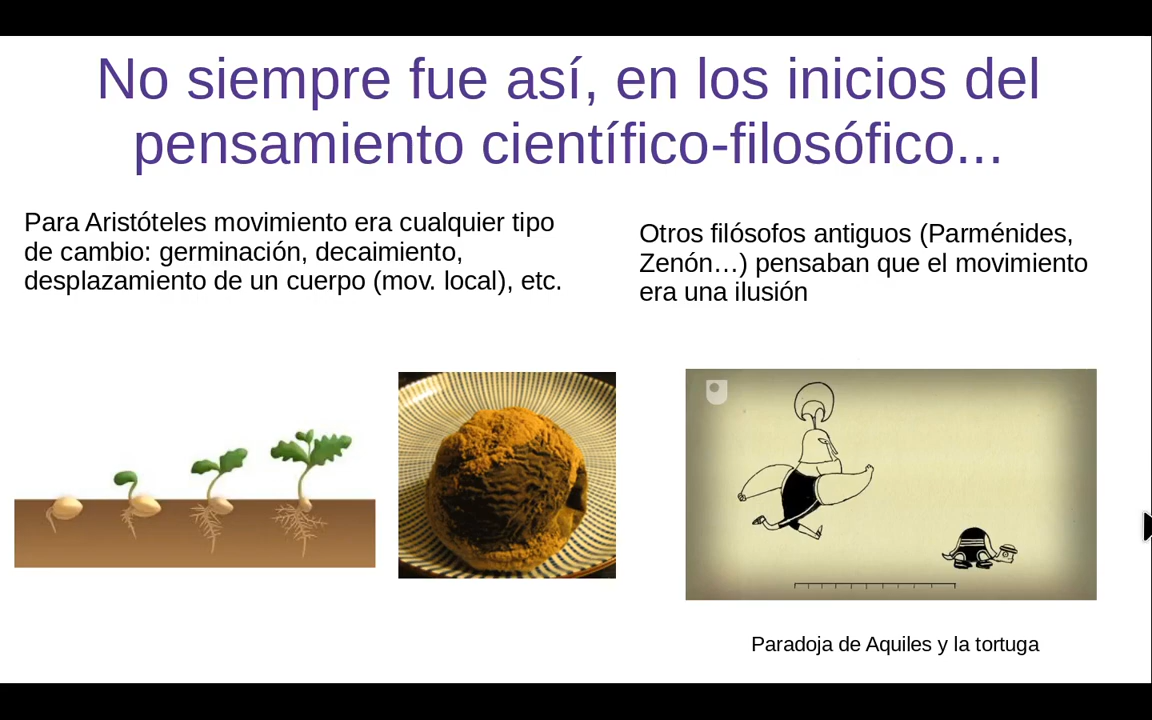 No siempre fue así, en los inicios del
pensamiento científico-filosófico...
Para Aristóteles movimiento era cualquier tipo
de cambio: germinación, decaimiento,
desplazamiento de un cuerpo (mov. local), etc.
Otros filósofos antiguos (Parménides,
Zenón…) pensaban que el movimiento
era una ilusión
Paradoja de Aquiles y la tortuga